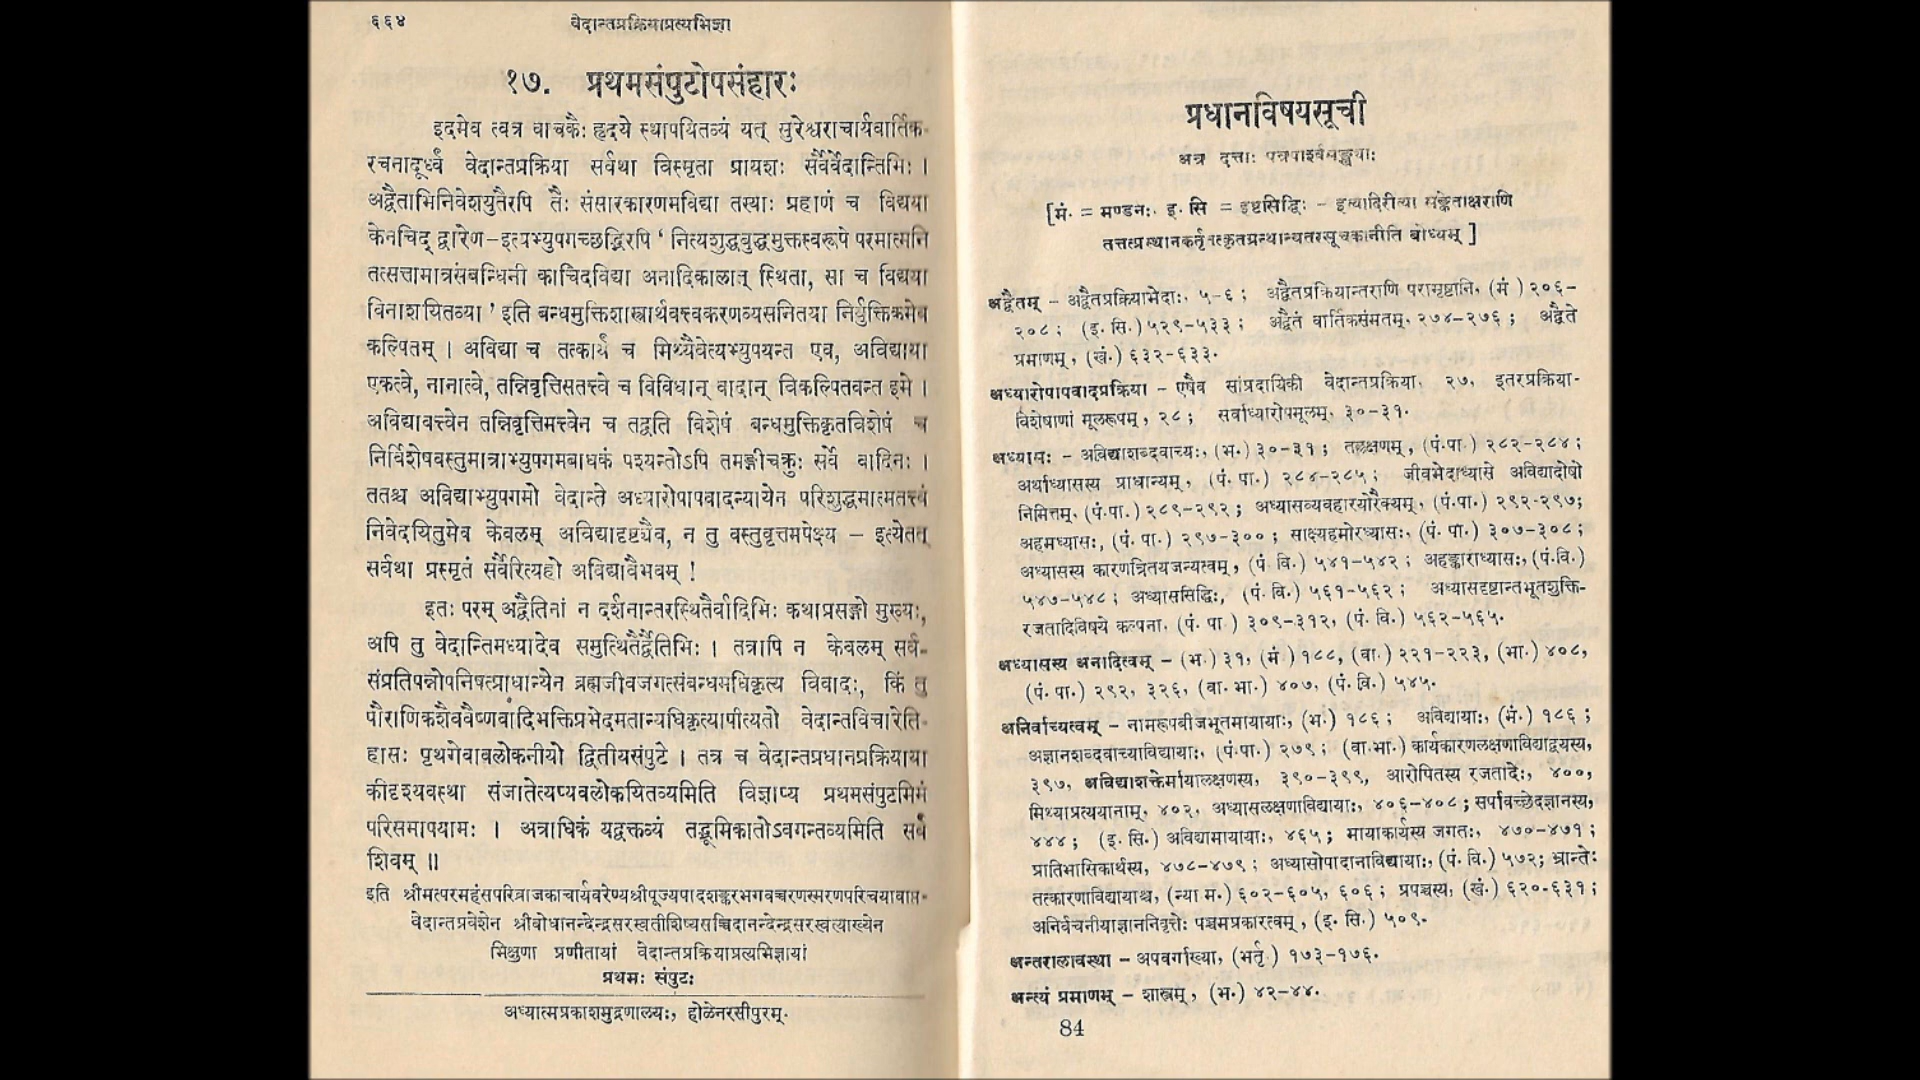 ६६४
वेदान्तप्रक्रियाप्रत्यभिज्ञा
१७. प्रथमसंपुटोपसंहारः
इदमेव त्वत्र वाचकैः हृदये स्थापयितव्यं यत् सुरेश्वराचार्यवार्तिक-
रचनादूर्ध्वं वेदान्तप्रक्रिया सर्वथा विस्मृता प्रायशः सर्वैर्वेदान्तिभिः ।
अद्वैताभिनिवेशयुतैरपि तैः संसारकारणमविद्या तस्याः प्रहाणं च विद्यया
केनचिद् द्वारेण–इत्यभ्युपगच्छद्भिरपि ‘ नित्यशुद्धबुद्धमुक्तस्वरूपे परमात्मनि
तत्सत्तामात्रसंबन्धिनी काचिदविद्या अनादिकालात् स्थिता, सा च विद्यया
विनाशयितव्या ’ इति बन्धमुक्तिशास्त्रार्थवत्त्वकरणव्यसनितया निर्युक्तिकमेव
कल्पितम् । अविद्या च तत्कार्यं च मिथ्यैवेत्यभ्युपयन्त एव, अविद्याया
एकत्वे, नानात्वे, तन्निवृत्तिसतत्त्वे च विविधान् वादान् विकल्पितवन्त इमे ।
अविद्यावत्त्वेन तन्निवृत्तिमत्त्वेन च तद्वति विशेषं बन्धमुक्तिकृतविशेषं च
निर्विशेषवस्तुमात्राभ्युपगमबाधकं पश्यन्तोऽपि तमङ्गीचक्रुः सर्वे वादिनः ।
ततश्च अविद्याभ्युपगमो वेदान्ते अध्यारोपापवादन्यायेन परिशुद्धमात्मतत्त्वं
निवेदयितुमेव केवलम् अविद्यादृष्ट्यैव, न तु वस्तुवृत्तमपेक्ष्य – इत्येतत्
सर्वथा प्रस्मृतं सर्वैरित्यहो अविद्यावैभवम् !
इतः परम् अद्वैतिनां न दर्शनान्तरस्थितैर्वादिभिः कथाप्रसङ्गो मुख्यः,
अपि तु वेदान्तिमध्यादेव समुत्थितैर्द्वैतिभिः । तत्रापि न केवलम् सर्व-
संप्रतिपन्नोपनिषत्प्राधान्येन ब्रह्मजीवजगत्संबन्धमधिकृत्य विवादः, किं तु
पौराणिकशैववैष्णवादिभक्तिप्रभेदमतान्यधिकृत्यापीत्यतो वेदान्तविचारेति-
हासः पृथगेवावलोकनीयो द्वितीयसंपुटे । तत्र च वेदान्तप्रधानप्रक्रियाया
कीदृश्यवस्था संजातेत्यप्यवलोकयितव्यमिति विज्ञाप्य प्रथमसंपुटमिमं
परिसमापयामः । अत्राधिकं यद्वक्तव्यं तद्भूमिकातोऽवगन्तव्यमिति सर्वं
शिवम् ॥
इति श्रीमत्परमहंसपरिव्राजकाचार्यवरेण्यश्रीपूज्यपादशङ्करभगवच्चरणस्मरणपरिचयावाप्त-
वेदान्तप्रवेशेन श्रीबोधानन्देन्द्रसरस्वतीशिष्यसच्चिदानन्देन्द्रसरस्वत्याख्येन
भिक्षुणा प्रणीतायां वेदान्तप्रक्रियाप्रत्यभिज्ञायां
प्रथमः संपुटः
अध्यात्मप्रकाशमुद्रणालयः, होळेनरसीपुरम्.
प्रधानविषयसूची
अत्र दत्ताः पत्रपार्श्वसङ्ख्याः
[मं. = मण्डनः, इ. सि = इष्टसिद्धिः – इत्यादिरीत्या सङ्केताक्षराणि
तत्तत्प्रस्थानकर्तृतत्कृतग्रन्थान्यतरसूचकानीति बोध्यम् ]
अद्वैतम् – अद्वैतप्रक्रियाभेदाः, ५-६ ; अद्वैतप्रक्रियान्तराणि परामृष्टानि, (मं ) २०६–
२०८ ; (इ. सि.) ५२९-५३३ ; अद्वैतं वार्तिकसंमतम्. २७४-२७६ ; अद्वैते
प्रमाणम् , (खं.) ६३२-६३३.
अध्यारोपापवादप्रक्रिया – एषैव सांप्रदायिकी वेदान्तप्रक्रिया, २७, इतरप्रक्रिया-
विशेषाणां मूलरूपम् , २८ ; सर्वाध्यारोपमूलम्, ३०-३१.
अध्यासः – अविद्याशब्दवाच्यः, (भ.) ३०-३१ ; तल्लक्षणम् , (पं.पा.) २८२-२८४ ;
अर्थाध्यासस्य प्राधान्यम् , (पं. पा.) २८४-२८५ ; जीवभेदाध्यासे अविद्यादोषो
निमित्तम्, (पं.पा.) २८९-२९२ ; अध्यासव्यवहारयोरैक्यम् , (पं.पा.) २९२-२९७;
अहमध्यासः, (पं. पा.) २९७-३०० ; साक्ष्यहमोरध्यासः, (पं. पा.) ३०७-३०८ ;
अध्यासस्य कारणत्रितयजन्यत्वम् , (पं. वि.) ५४१-५४२ ; अहङ्काराध्यासः, (पं.वि.)
५४७-५४८ ; अध्याससिद्धिः, (पं. वि.) ५६१-५६२ ; अध्यासदृष्टान्तभूतशुक्ति-
रजतादिविषये कल्पना, (पं. पा ) ३०९-३१२, (पं. वि.) ५६२-५६५.
अध्यासस्य अनादित्वम् – (भ.) ३१, (मं ) १८८, (वा.) २२१-२२३, (भा.) ४०८,
(पं. पा.) २९२, ३२६, (वा. भा.) ४०७, (पं. वि.) ५४५.
अनिर्वाच्यत्वम् – नामरूपबीजभूतमायायाः, (भ.) १८६ ; अविद्यायाः, (मं.) १८६ ;
अज्ञानशब्दवाच्याविद्यायाः, (पं.पा.) २७९ ; (वा.भा.) कार्यकारणलक्षणाविद्याद्वयस्य,
३९७, अविद्याशक्तेर्मायालक्षणस्य, ३९०-३९९, आरोपितस्य रजतादेः, ४००,
मिथ्याप्रत्ययानाम्, ४०२, अध्यासलक्षणाविद्यायाः, ४०६-४०८ ; सर्पावच्छेदज्ञानस्य,
४४४ ; (इ. सि.) अविद्यामायायाः, ४६५ ; मायाकार्यस्य जगतः, ४७०-४७१ ;
प्रातिभासिकार्थस्य, ४७८-४७९ ; अध्यासोपादानाविद्यायाः, (पं. वि.) ५७२; भ्रान्तेः
तत्कारणाविद्यायाश्च, (न्या म.) ६०२-६०५, ६०६ ; प्रपञ्चस्य, (खं.) ६२०-६३१ ;
अनिर्वचनीयाज्ञाननिवृत्तेः पञ्चमप्रकारत्वम् , (इ. सि.) ५०९.
अन्तरालावस्था – अपवर्गाख्या, (भर्तृ.) १७३-१७६.
अन्त्यं प्रमाणम् – शास्त्रम् , (भ.) ४२-४४.
84